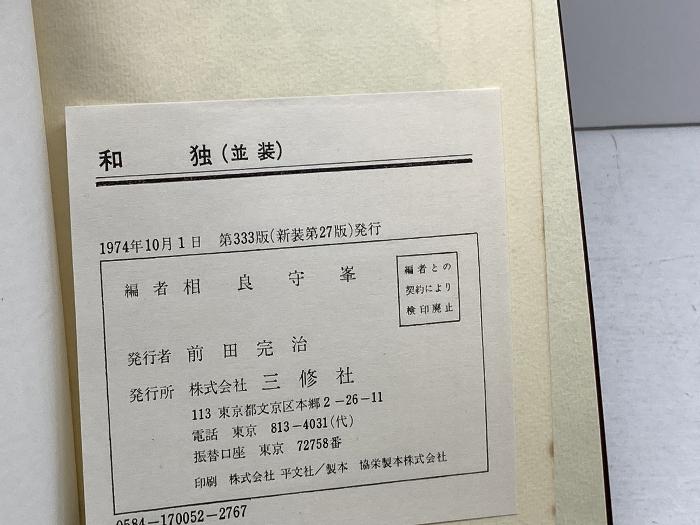 和 独(並装)
1974年10月1日 第333版(新装第27版)発行
編者 相良守峯
編者との
契約により
検印廃止
発行者 前田完治
発行所 株式会社 三修社
113 東京都文京区本郷2-26-11
電話 東京 813-4031(代)
振替口座 東京 72758番
印刷 株式会社 平文社/製本 協栄製本株式会社
0584-170052-2767